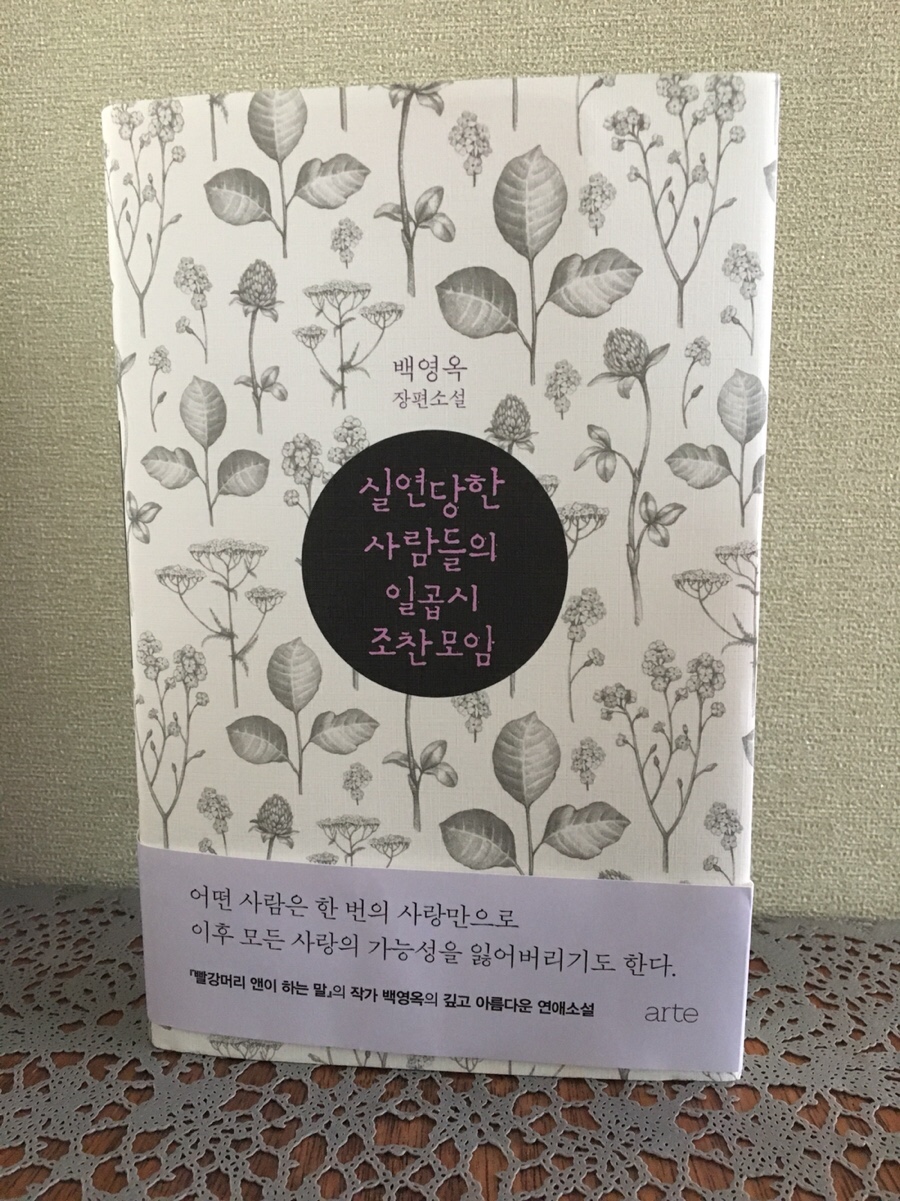 백영옥
장편소설
실연당한
사람들의
일곱시
조찬모임
어떤 사람은 한 번의 사랑만으로
이후 모든 사랑의 가능성을 잃어버리기도 한다.
『빨강머리 앤이 하는 말』의 작가 백영옥의 깊고 아름다운 연애소설
arte